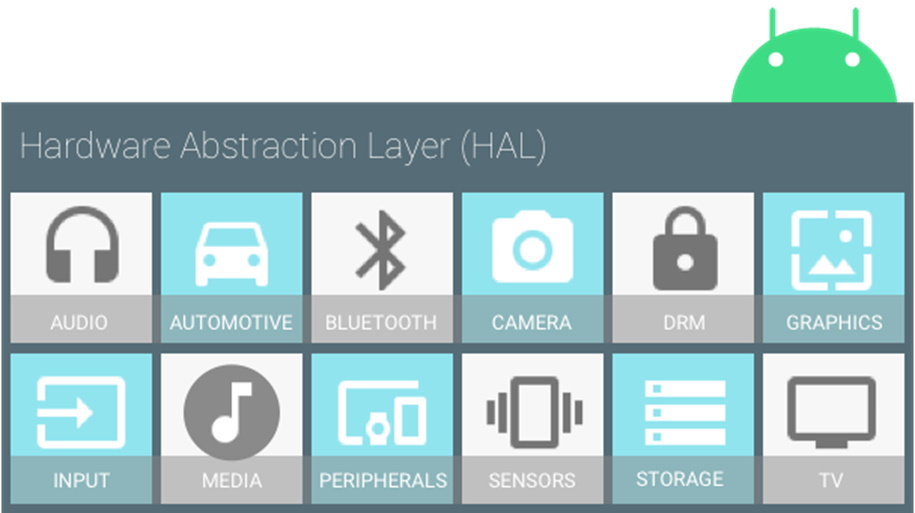 Hardware Abstraction Layer (HAL)
AUDIO AUTOMOTIVE BLUETOOTH CAMERA DRM GRAPHICS
INPUT MEDIA PERIPHERALS SENSORS STORAGE TV